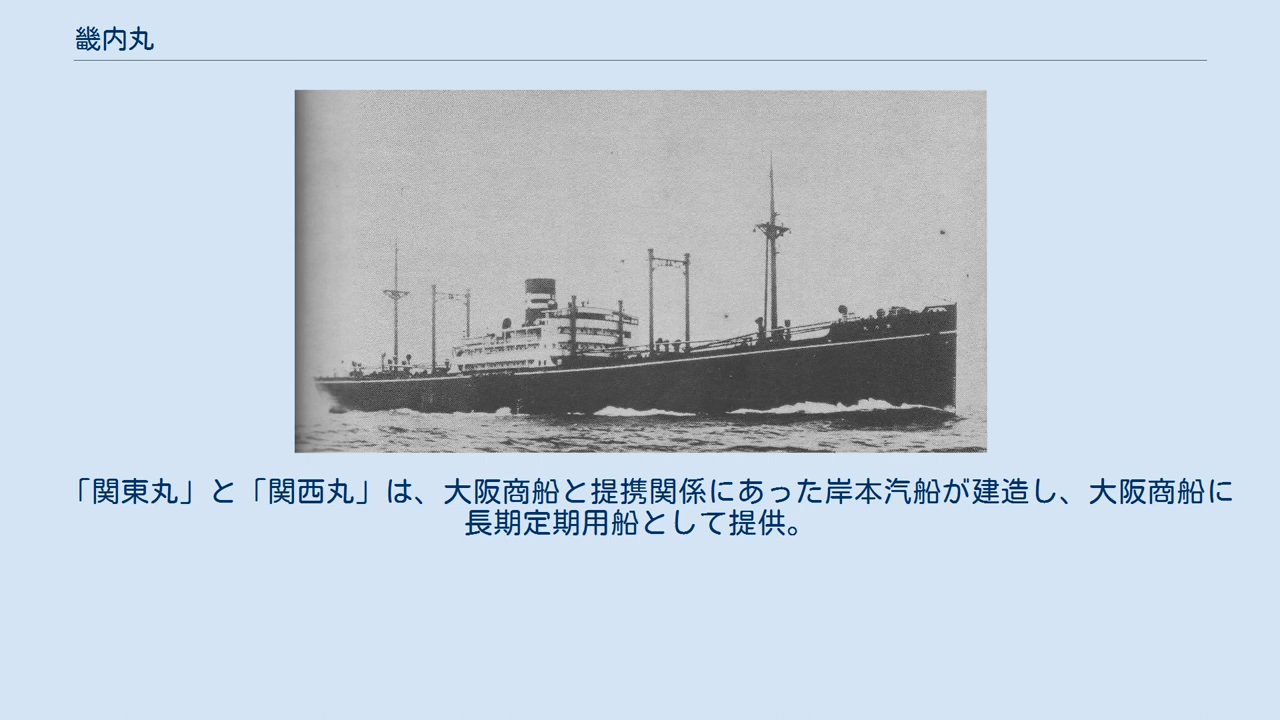 畿内丸
「関東丸」と「関西丸」は、大阪商船と提携関係にあった岸本汽船が建造し、大阪商船に
長期定期用船として提供。